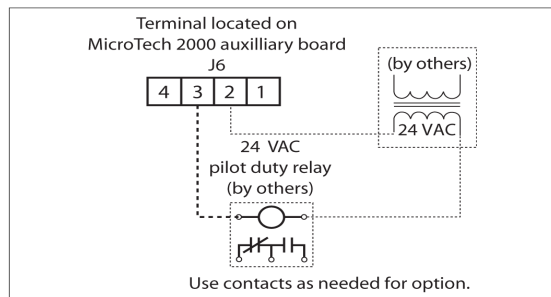 Terminal located on
MicroTech 2000 auxilliary board
J6
4 3 2 1
(by others)
24 VAC
24 VAC
pilot duty relay
(by others)
Use contacts as needed for option.